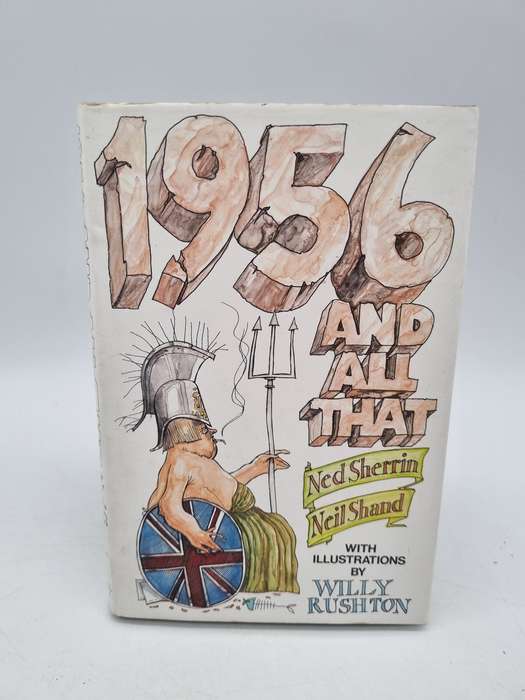 1956
AND
ALL
THAT
Ned Sherrin
Neil Shand
WITH
ILLUSTRATIONS
BY
WILLY
RUSHTON